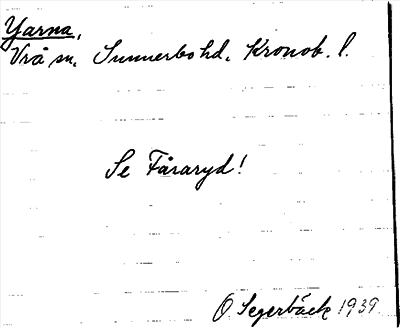 Yarna,
Vrå sn. Sunnerbo hd. Kronob. l.
Se Fåraryd!
O Segerbäck 1939.